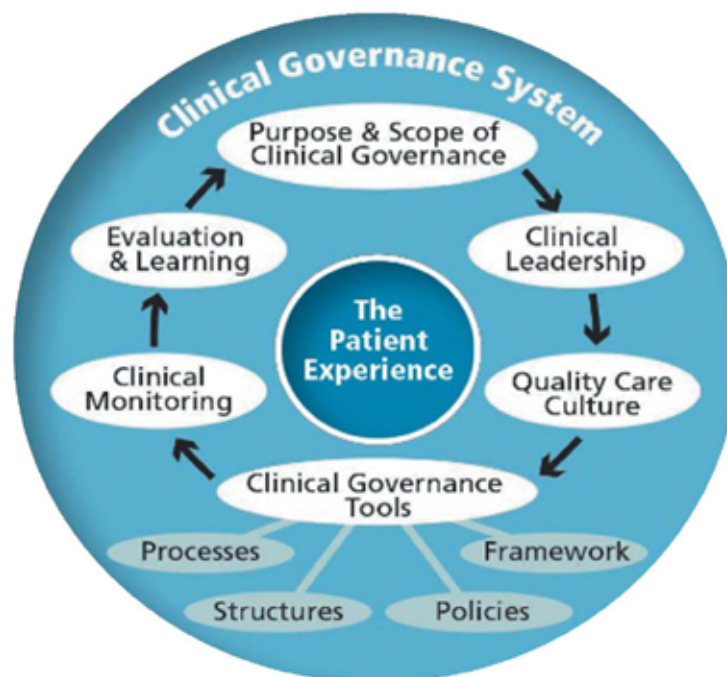 Clinical Governance System
Purpose & Scope of
Clinical Governance
Evaluation
& Learning
Clinical
Leadership
The
Patient
Experience
Clinical
Monitoring
Quality Care
Culture
Clinical Governance
Tools
Processes
Framework
Structures
Policies